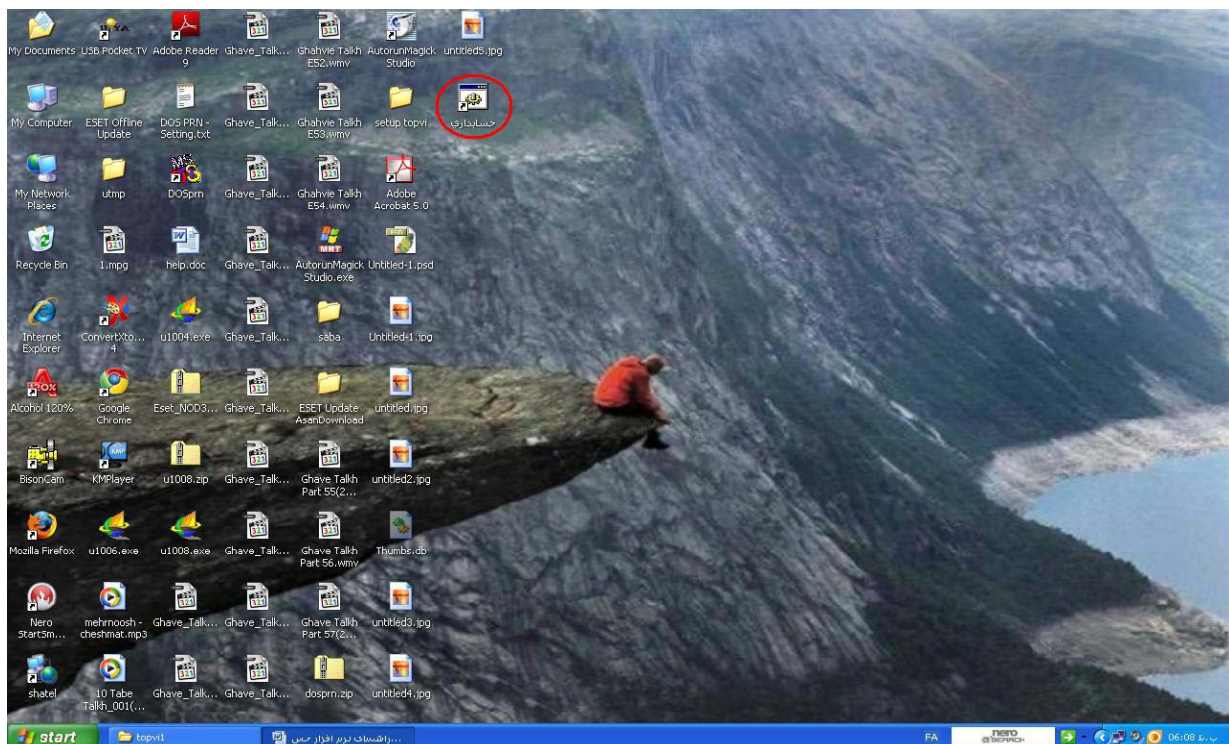 My Documents
USB Pocket TV
Adobe Reader
9
Ghave_Talk...
Ghahvie Talkh
E52.wmv
AutorunMagick
Studio
untitled5.jpg
My Computer
ESET Offline
Update
DOS PRN -
Setting.txt
Ghave_Talk...
Ghahvie Talkh
E53.wmv
setup topvi
حسابداري
My Network
Places
utmp
DOSprn
Ghave_Talk...
Ghahvie Talkh
E54.wmv
Adobe
Acrobat 5.0
Recycle Bin
1.mpg
help.doc
Ghave_Talk...
AutorunMagick
Studio.exe
Untitled-1.psd
Internet
Explorer
ConvertXto...
4
u1004.exe
Ghave_Talk...
saba
Untitled-1.jpg
Alcohol 120%
Google
Chrome
Eset_NOD3...
Ghave_Talk...
ESET Update
AsanDownload
untitled.jpg
BisonCam
KMPlayer
u1008.zip
Ghave_Talk...
Ghave Talkh
Part 55(2...
untitled2.jpg
Mozilla Firefox
u1006.exe
u1008.exe
Ghave_Talk...
Ghave Talkh
Part 56.wmv
Thumbs.db
Nero
StartSm...
mehrnoosh -
cheshmat.mp3
Ghave_Talk...
Ghave_Talk...
Ghave Talkh
Part 57(2...
untitled3.jpg
shatel
10 Tabe
Talkh_001(...
Ghave_Talk...
Ghave_Talk...
dosprn.zip
untitled4.jpg
start
topvi1
راهنماي نرم افزار حس...
FA
nero
SEARCH
06:08 ب.ظ